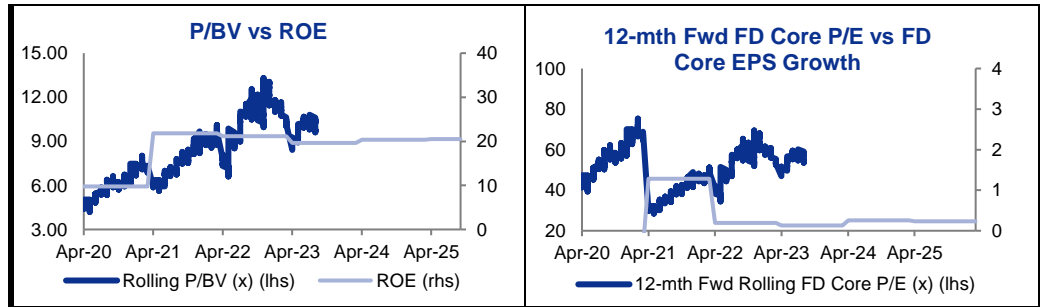 P/BV vs ROE
15.00
12.00
9.00
6.00
3.00
40
30
20
10
0
Apr-20 Apr-21 Apr-22 Apr-23 Apr-24 Apr-25
Rolling P/BV (x) (lhs) ROE (rhs)
12-mth Fwd FD Core P/E vs FD
Core EPS Growth
100
80
60
40
20
4
3
2
1
0
Apr-20 Apr-21 Apr-22 Apr-23 Apr-24 Apr-25
12-mth Fwd Rolling FD Core P/E (x) (lhs)